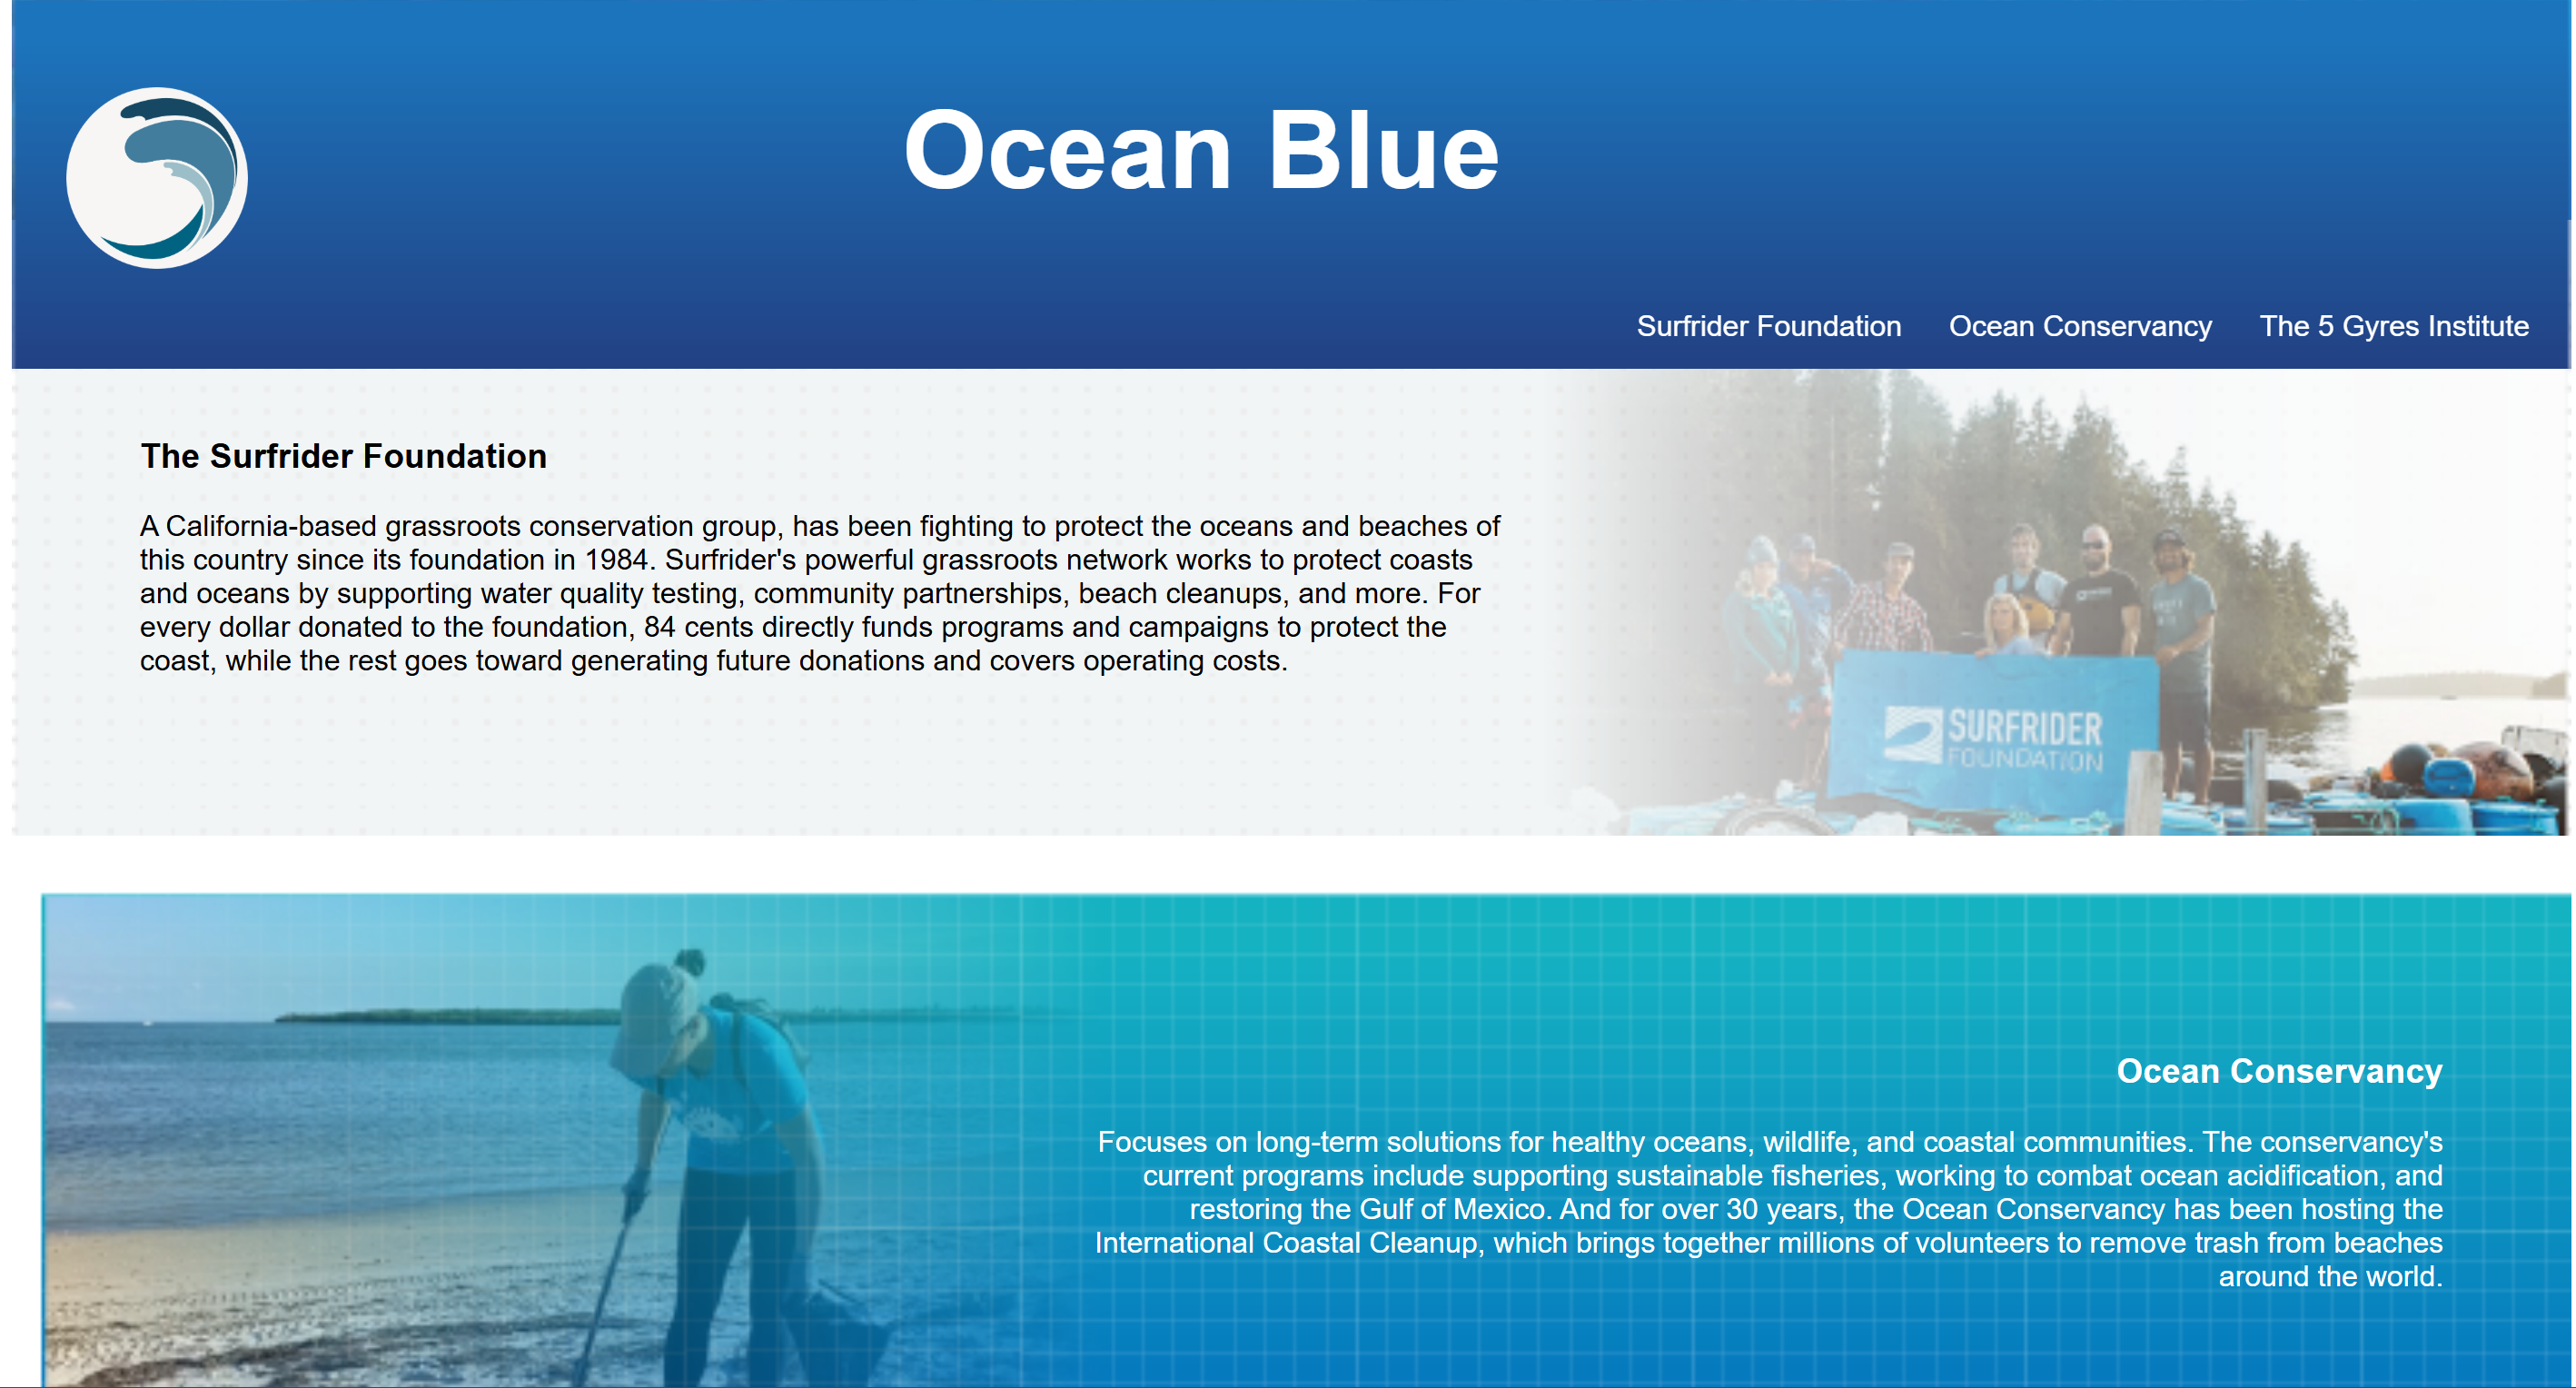 Ocean Blue
Surfrider Foundation Ocean Conservancy The 5 Gyres Institute
The Surfrider Foundation
A California-based grassroots conservation group, has been fighting to protect the oceans and beaches of
this country since its foundation in 1984. Surfrider's powerful grassroots network works to protect coasts
and oceans by supporting water quality testing, community partnerships, beach cleanups, and more. For
every dollar donated to the foundation, 84 cents directly funds programs and campaigns to protect the
coast, while the rest goes toward generating future donations and covers operating costs.
SURFRIDER
FOUNDATION
Ocean Conservancy
Focuses on long-term solutions for healthy oceans, wildlife, and coastal communities. The conservancy's
current programs include supporting sustainable fisheries, working to combat ocean acidification, and
restoring the Gulf of Mexico. And for over 30 years, the Ocean Conservancy has been hosting the
International Coastal Cleanup, which brings together millions of volunteers to remove trash from beaches
around the world.